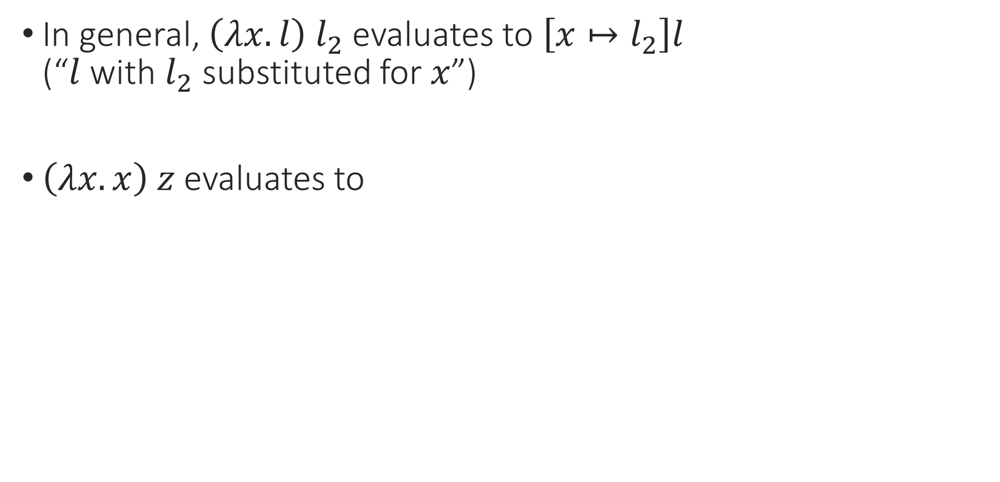 • In general, (λx. l) l₂ evaluates to [x ↦ l₂]l
(“l with l₂ substituted for x”)
• (λx. x) z evaluates to